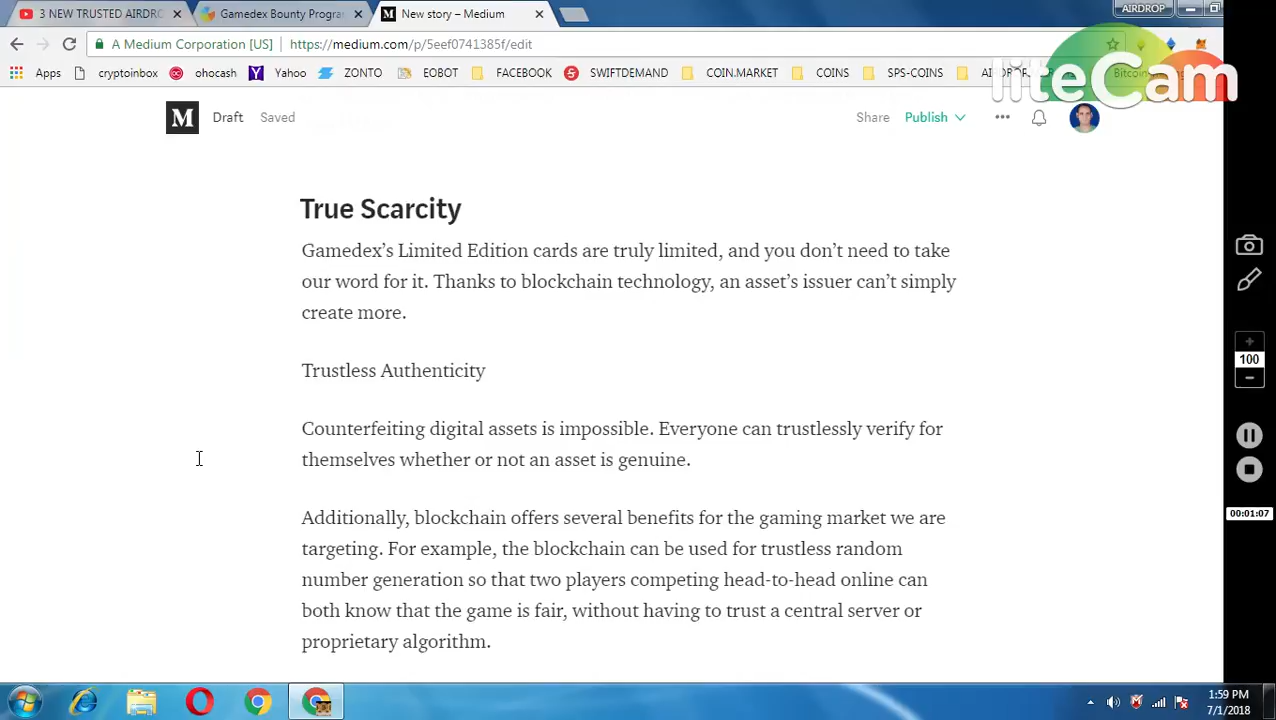 3 NEW TRUSTED AIRDRC
Gamedex Bounty Progra
New story – Medium
AIRDROP
A Medium Corporation [US]
https://medium.com/p/5eef0741385f/edit
Apps
cryptoinbox
ohocash
Yahoo
ZONTO
EOBOT
FACEBOOK
SWIFTDEMAND
COIN.MARKET
COINS
SPS-COINS
liteCam
M
Draft
Saved
Share
Publish
True Scarcity
Gamedex’s Limited Edition cards are truly limited, and you don’t need to take
our word for it. Thanks to blockchain technology, an asset’s issuer can’t simply
create more.
Trustless Authenticity
Counterfeiting digital assets is impossible. Everyone can trustlessly verify for
themselves whether or not an asset is genuine.
Additionally, blockchain offers several benefits for the gaming market we are
targeting. For example, the blockchain can be used for trustless random
number generation so that two players competing head-to-head online can
both know that the game is fair, without having to trust a central server or
proprietary algorithm.
100
00:01:07
1:59 PM
7/1/2018